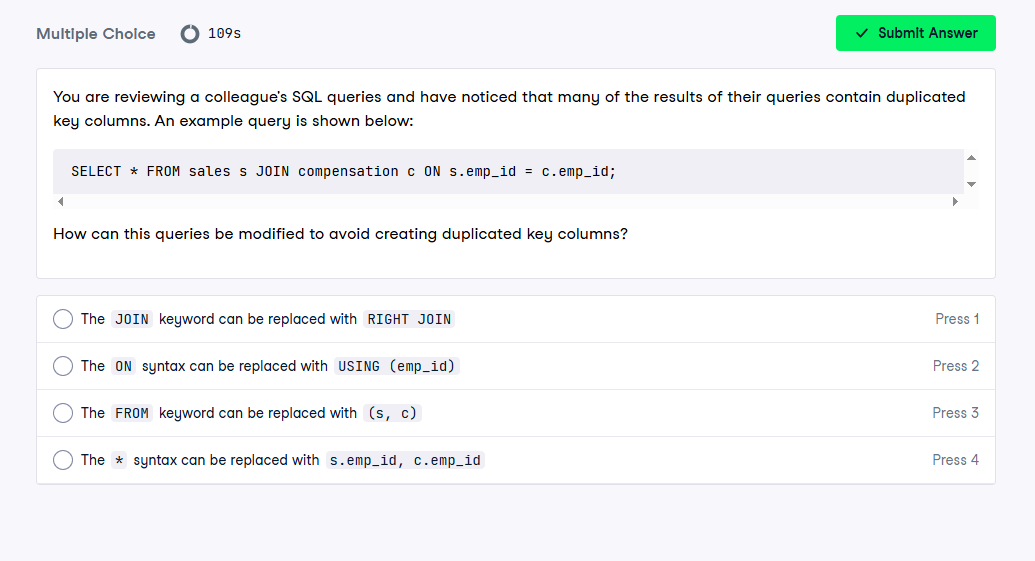 Multiple Choice 109s Submit Answer
You are reviewing a colleague's SQL queries and have noticed that many of the results of their queries contain duplicated
key columns. An example query is shown below:
SELECT * FROM sales s JOIN compensation c ON s.emp_id = c.emp_id;
How can this queries be modified to avoid creating duplicated key columns?
The JOIN keyword can be replaced with RIGHT JOIN Press 1
The ON syntax can be replaced with USING (emp_id) Press 2
The FROM keyword can be replaced with (s, c) Press 3
The * syntax can be replaced with s.emp_id, c.emp_id Press 4